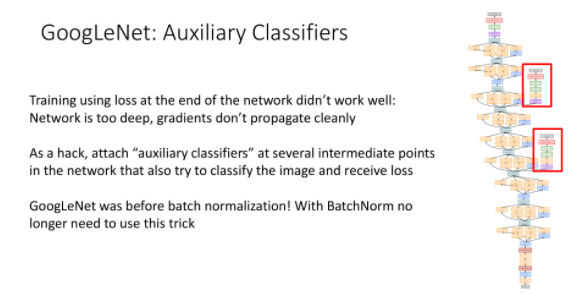 GoogLeNet: Auxiliary Classifiers
Training using loss at the end of the network didn’t work well:
Network is too deep, gradients don’t propagate cleanly
As a hack, attach “auxiliary classifiers” at several intermediate points
in the network that also try to classify the image and receive loss
GoogLeNet was before batch normalization! With BatchNorm no
longer need to use this trick